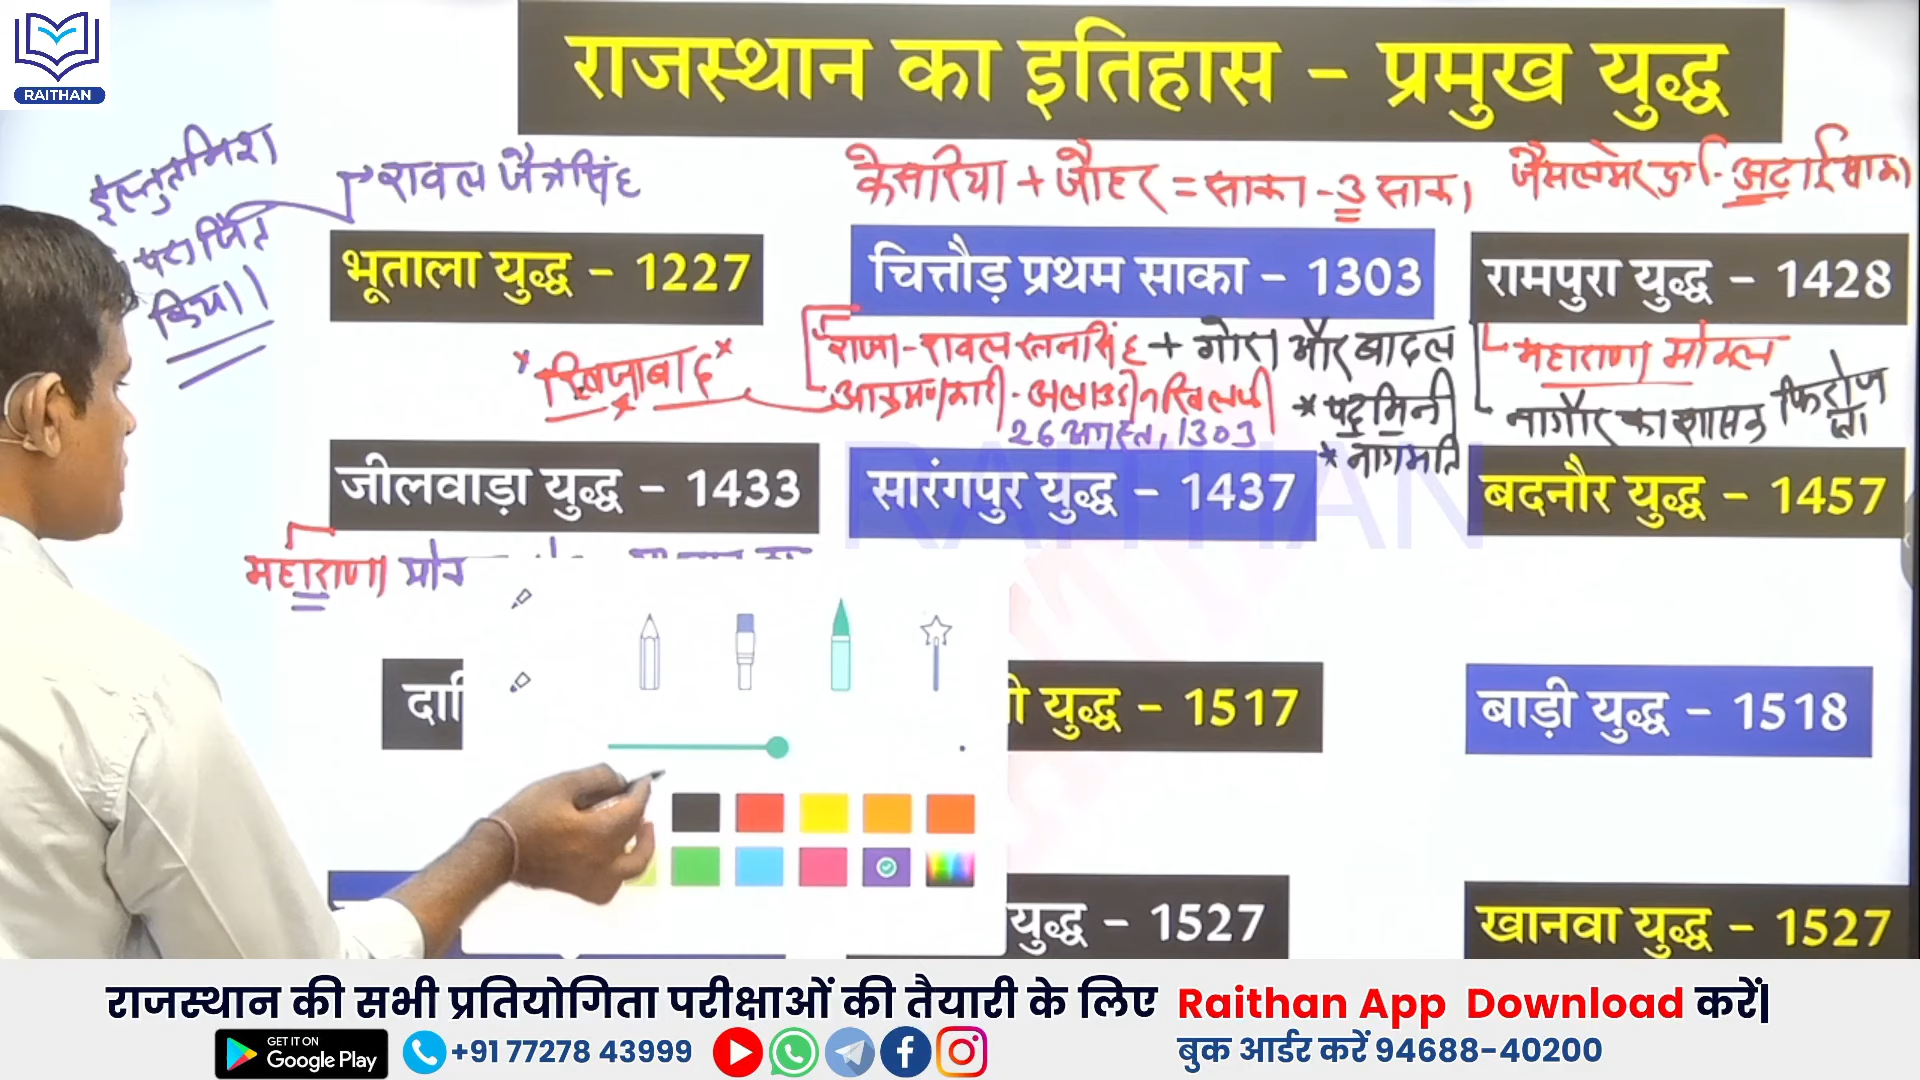 RAITHAN
राजस्थान का इतिहास - प्रमुख युद्ध
इल्तुतमिश
पराजित
किया।
रावल जैत्रसिंह
केसरिया + जौहर = साका - 3 साका
जैसलमेर दुर्ग - अढाई साका
भूताला युद्ध - 1227
चित्तौड़ प्रथम साका - 1303
रामपुरा युद्ध - 1428
* खिज्राबाद *
राजा - रावल रतनसिंह + गोरा और बादल
आक्रमणकारी - अलाउद्दीन खिलजी
26 अगस्त, 1303
* पद्मिनी
* नागमति
महाराणा मोकल
नागौर का शासक फिरोज खां
जीलवाड़ा युद्ध - 1433
सारंगपुर युद्ध - 1437
बदनौर युद्ध - 1457
RAITHAN
महाराणा
युद्ध - 1517
बाड़ी युद्ध - 1518
युद्ध - 1527
खानवा युद्ध - 1527
राजस्थान की सभी प्रतियोगिता परीक्षाओं की तैयारी के लिए Raithan App Download करें|
GET IT ON
Google Play
+91 77278 43999
बुक आर्डर करें 94688-40200